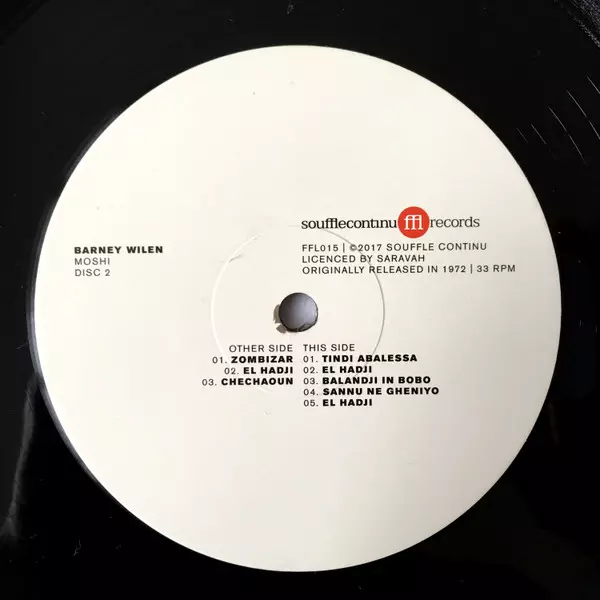 soufflecontinu ffl records
BARNEY WILEN
MOSHI
DISC 2
FFL015 | ©2017 SOUFFLE CONTINU
LICENCED BY SARAVAH
ORIGINALLY RELEASED IN 1972 | 33 RPM
OTHER SIDE
01. ZOMBIZAR
02. EL HADJI
03. CHECHAOUN
THIS SIDE
01. TINDI ABALESSA
02. EL HADJI
03. BALANDJI IN BOBO
04. SANNU NE GHENIYO
05. EL HADJI